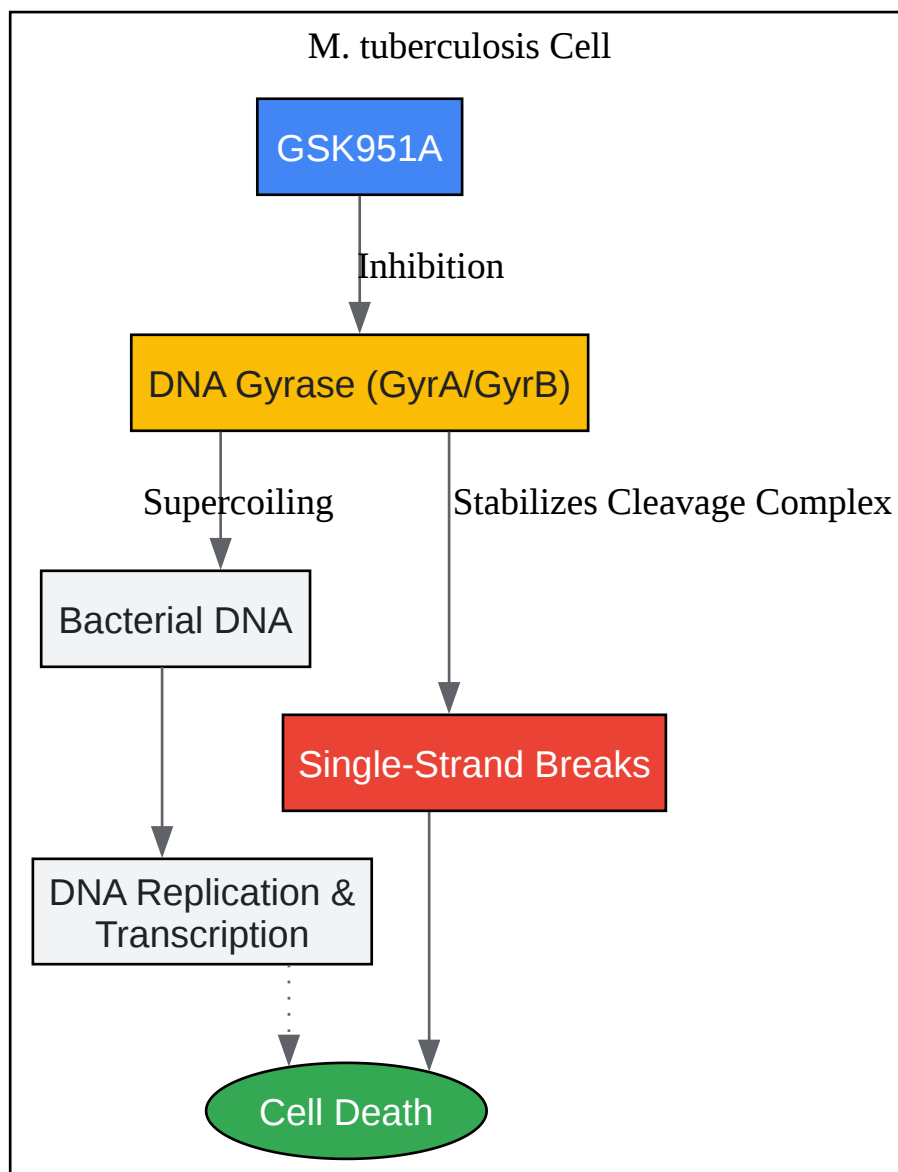 M. tuberculosis Cell
GSK951A
Inhibition
DNA Gyrase (GyrA/GyrB)
Supercoiling
Stabilizes Cleavage Complex
Bacterial DNA
Single-Strand Breaks
DNA Replication &
Transcription
Cell Death